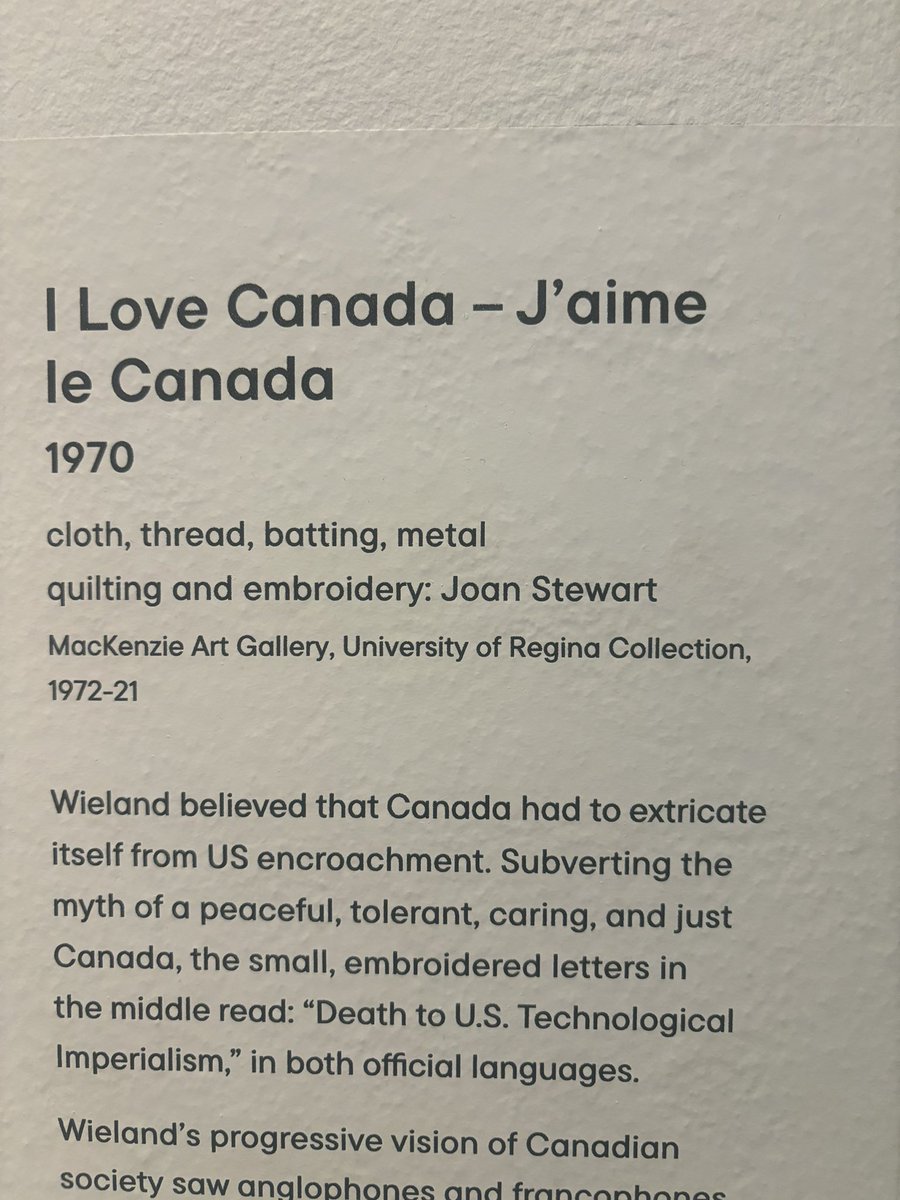 I Love Canada – J’aime
le Canada
1970
cloth, thread, batting, metal
quilting and embroidery: Joan Stewart
MacKenzie Art Gallery, University of Regina Collection,
1972-21
Wieland believed that Canada had to extricate
itself from US encroachment. Subverting the
myth of a peaceful, tolerant, caring, and just
Canada, the small, embroidered letters in
the middle read: “Death to U.S. Technological
Imperialism,” in both official languages.
Wieland’s progressive vision of Canadian
society saw anglophones and francophones